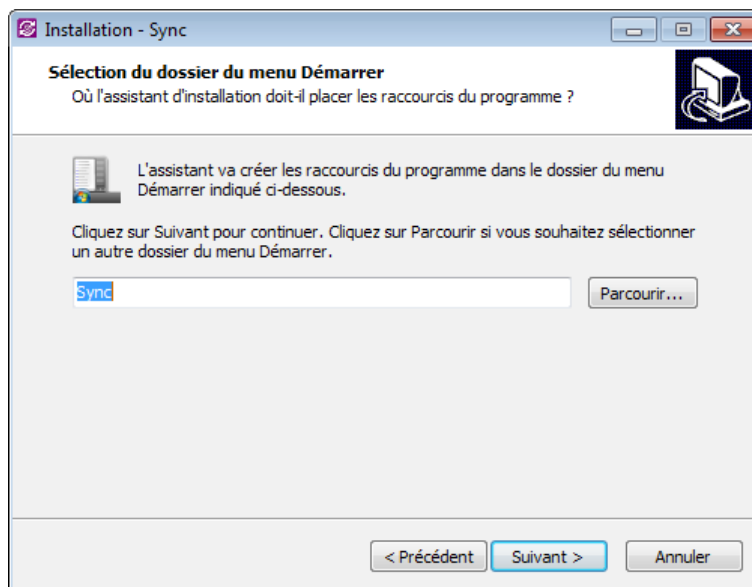 Installation - Sync
Sélection du dossier du menu Démarrer
Où l'assistant d'installation doit-il placer les raccourcis du programme ?
L'assistant va créer les raccourcis du programme dans le dossier du menu
Démarrer indiqué ci-dessous.
Cliquez sur Suivant pour continuer. Cliquez sur Parcourir si vous souhaitez sélectionner
un autre dossier du menu Démarrer.
Sync
Parcourir...
< Précédent
Suivant >
Annuler